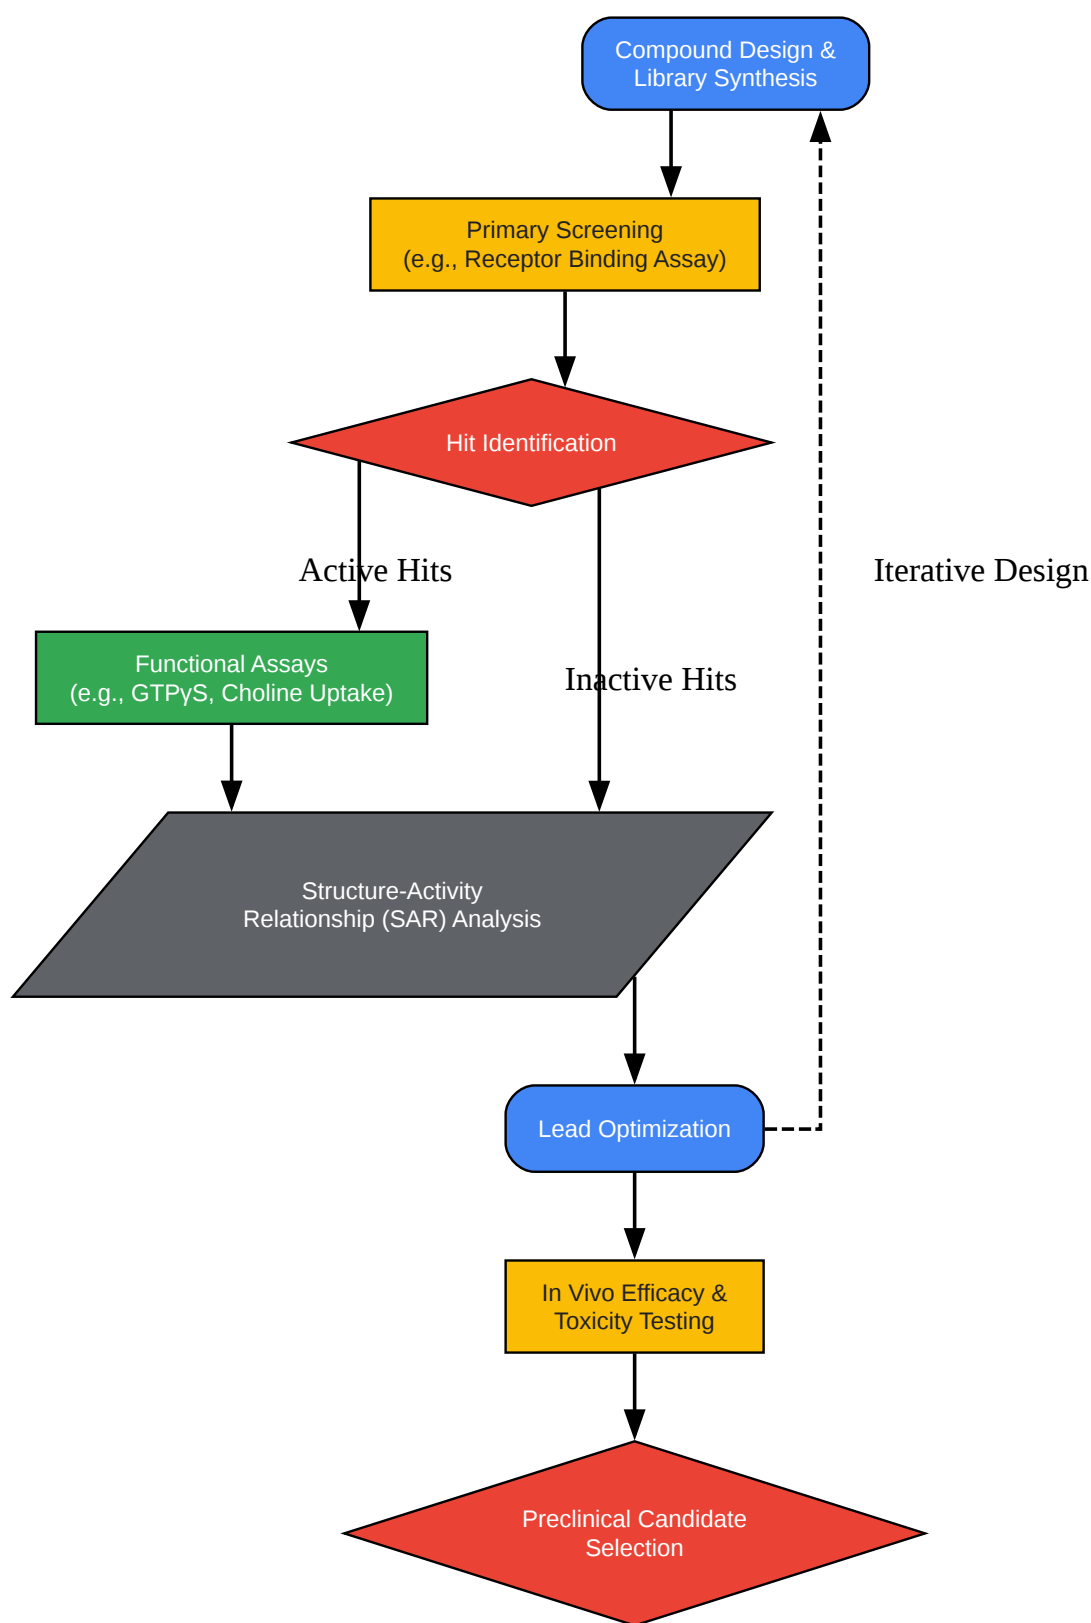 Compound Design &
Library Synthesis
Primary Screening
(e.g., Receptor Binding Assay)
Hit Identification
Active Hits
Iterative Design
Functional Assays
(e.g., GTPγS, Choline Uptake)
Inactive Hits
Structure-Activity
Relationship (SAR) Analysis
Lead Optimization
In Vivo Efficacy &
Toxicity Testing
Preclinical Candidate
Selection